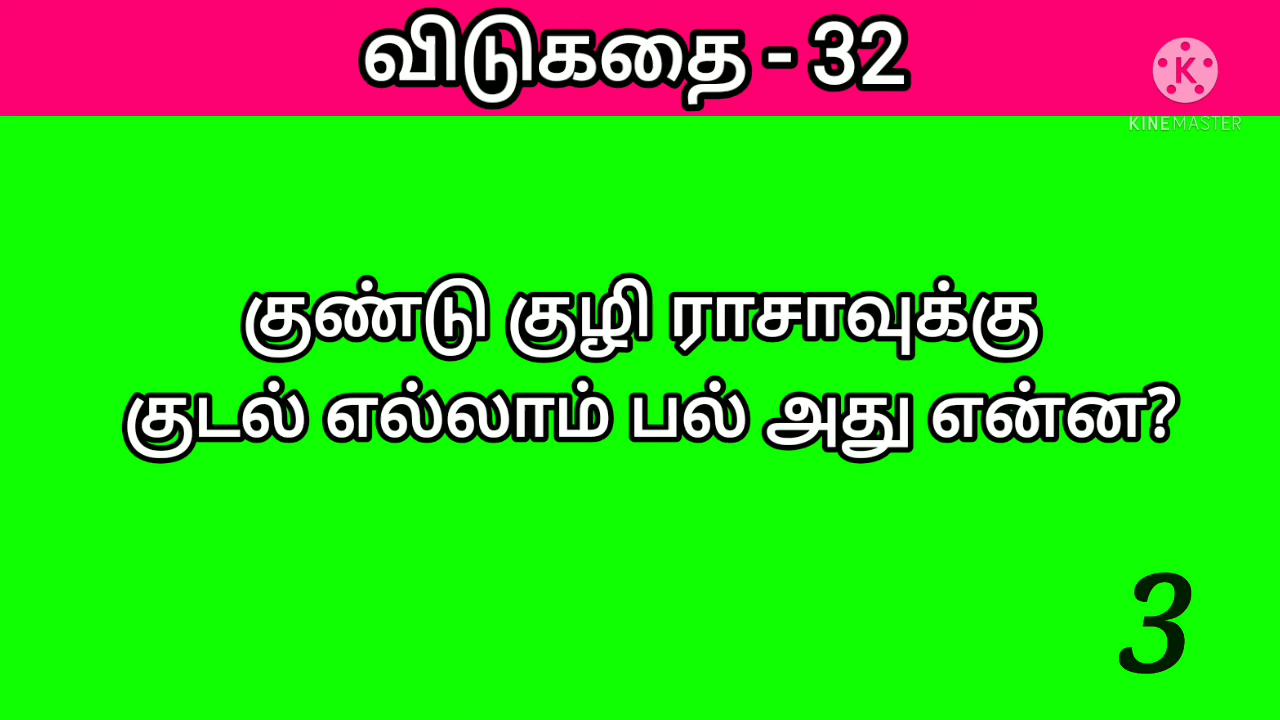 விடுகதை - 32
K
KINEMASTER
குண்டு குழி ராசாவுக்கு
குடல் எல்லாம் பல் அது என்ன?
3